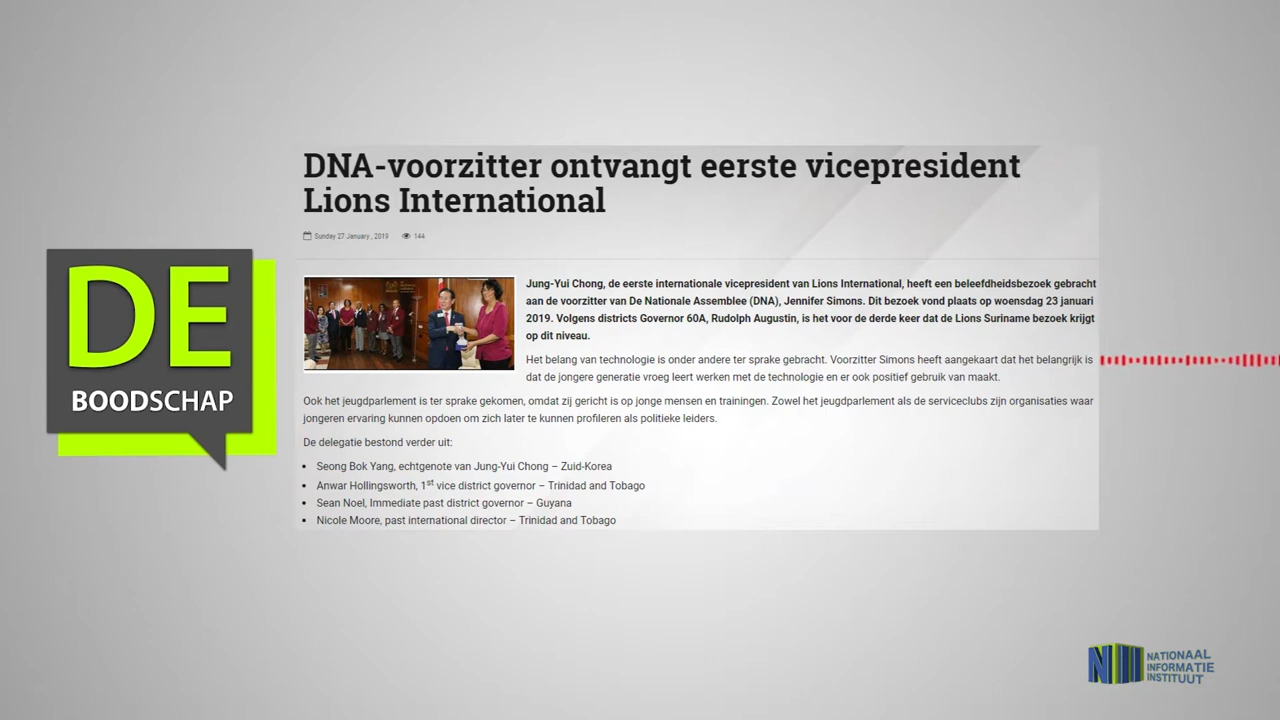 DNA-voorzitter ontvangt eerste vicepresident
Lions International
Sunday 27 January , 2019 144
DE
BOODSCHAP
Jung-Yui Chong, de eerste internationale vicepresident van Lions International, heeft een beleefdheidsbezoek gebracht
aan de voorzitter van De Nationale Assemblee (DNA), Jennifer Simons. Dit bezoek vond plaats op woensdag 23 januari
2019. Volgens districts Governor 60A, Rudolph Augustin, is het voor de derde keer dat de Lions Suriname bezoek krijgt
op dit niveau.
Het belang van technologie is onder andere ter sprake gebracht. Voorzitter Simons heeft aangekaart dat het belangrijk is
dat de jongere generatie vroeg leert werken met de technologie en er ook positief gebruik van maakt.
Ook het jeugdparlement is ter sprake gekomen, omdat zij gericht is op jonge mensen en trainingen. Zowel het jeugdparlement als de serviceclubs zijn organisaties waar
jongeren ervaring kunnen opdoen om zich later te kunnen profileren als politieke leiders.
De delegatie bestond verder uit:
• Seong Bok Yang, echtgenote van Jung-Yui Chong – Zuid-Korea
• Anwar Hollingsworth, 1st vice district governor – Trinidad and Tobago
• Sean Noel, Immediate past district governor – Guyana
• Nicole Moore, past international director – Trinidad and Tobago
NII
NATIONAAL
INFORMATIE
INSTITUUT